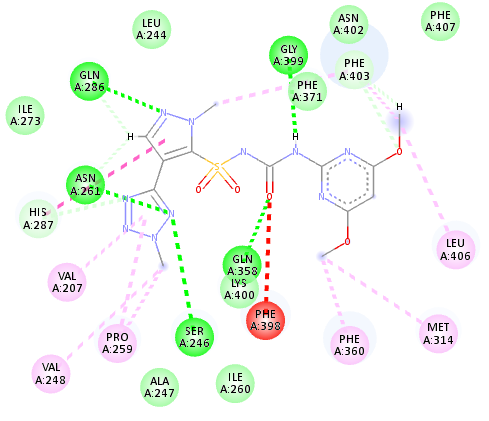 LEU
A:244
ASN
A:402
PHE
A:407
GLY
A:399
PHE
A:403
GLN
A:286
PHE
A:371
ILE
A:273
H
N
N
H
H
N
N
O
ASN
A:261
S
N
O
O
O
N
HIS
A:287
N
N
N
N
O
LEU
A:406
VAL
A:207
GLN
A:358
LYS
A:400
PHE
A:398
SER
A:246
PRO
A:259
PHE
A:360
MET
A:314
VAL
A:248
ALA
A:247
ILE
A:260